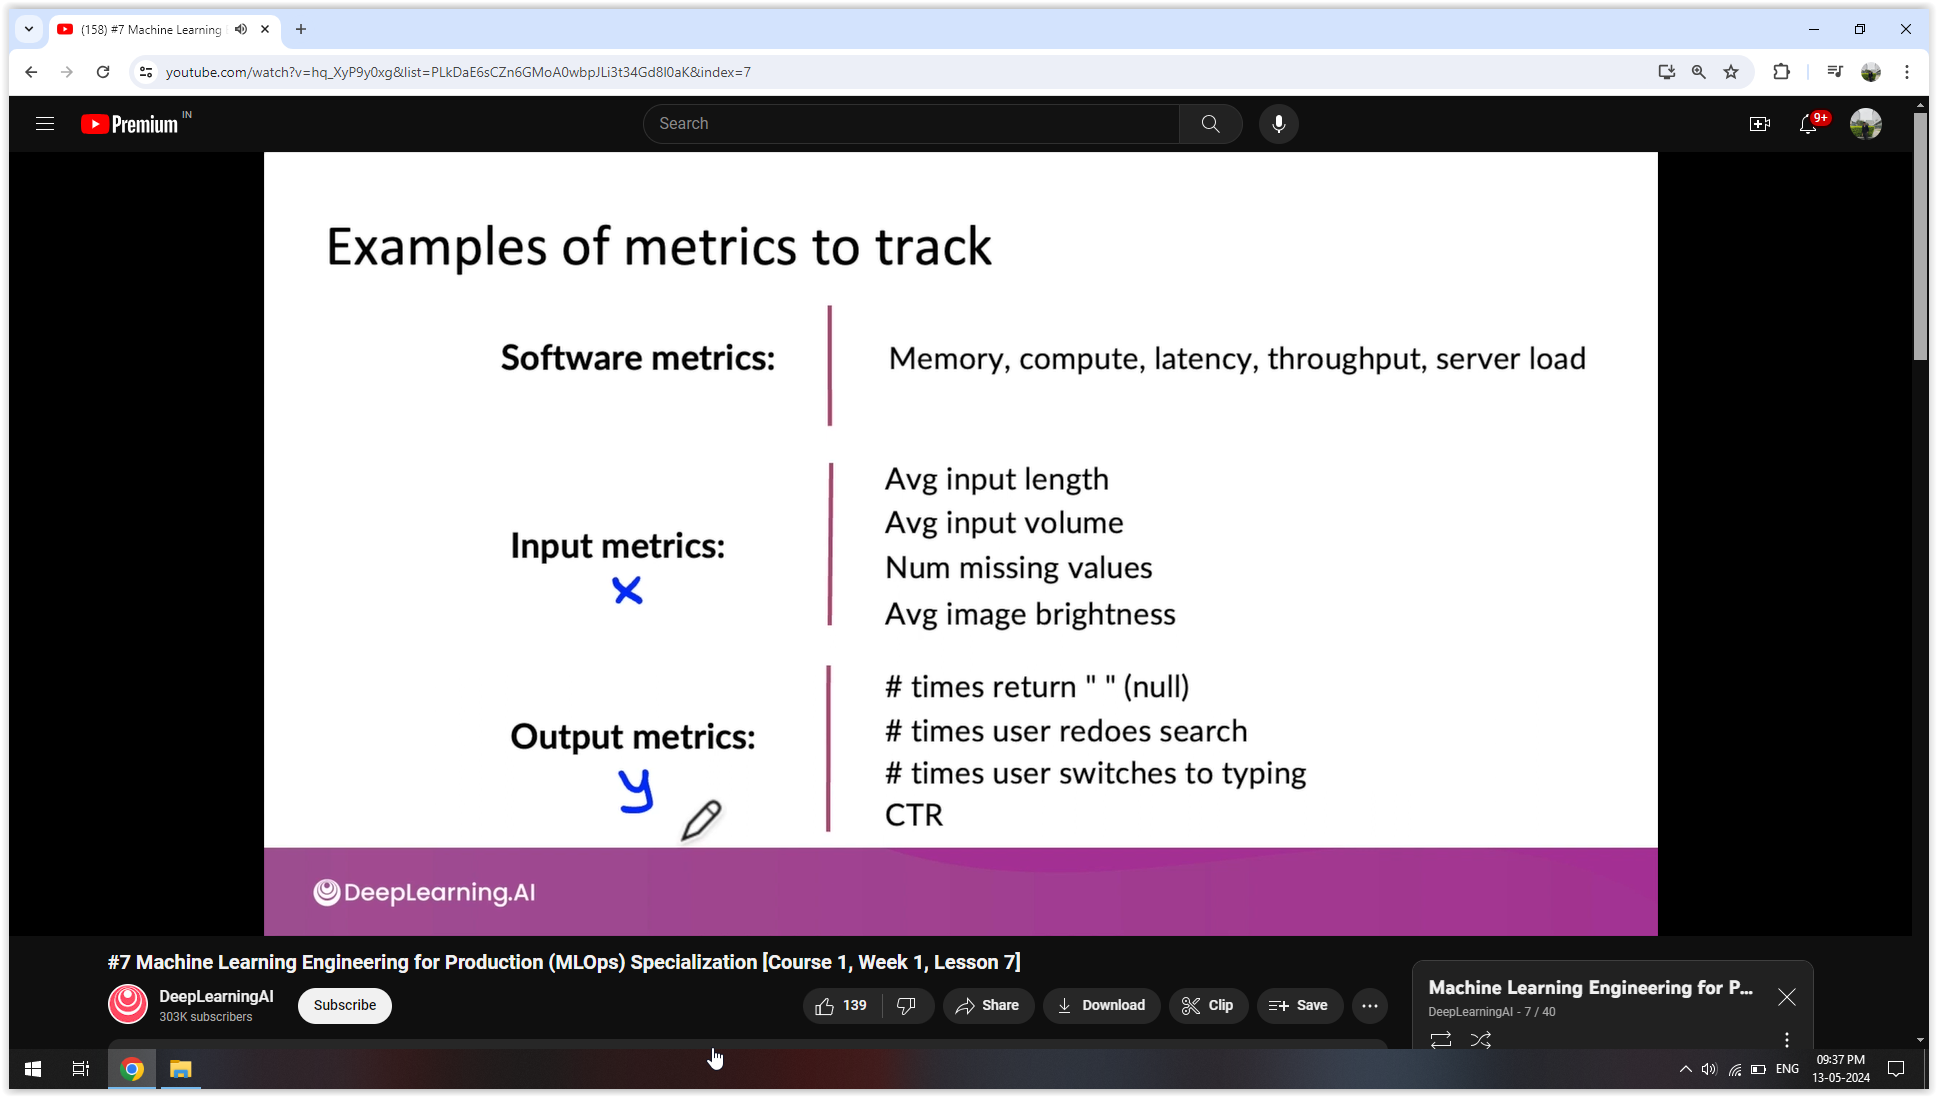 (158) #7 Machine Learning
youtube.com/watch?v=hq_XyP9y0xg&list=PLkDaE6sCZn6GMoA0wbpJLi3t34Gd8l0aK&index=7
Premium IN
Search
9+
Examples of metrics to track
Software metrics:
Memory, compute, latency, throughput, server load
Input metrics:
x
Avg input length
Avg input volume
Num missing values
Avg image brightness
Output metrics:
y
# times return " " (null)
# times user redoes search
# times user switches to typing
CTR
DeepLearning.AI
#7 Machine Learning Engineering for Production (MLOps) Specialization [Course 1, Week 1, Lesson 7]
DeepLearningAI
303K subscribers
Subscribe
139
Share
Download
Clip
Save
Machine Learning Engineering for P...
DeepLearningAI - 7 / 40
ENG
09:37 PM
13-05-2024